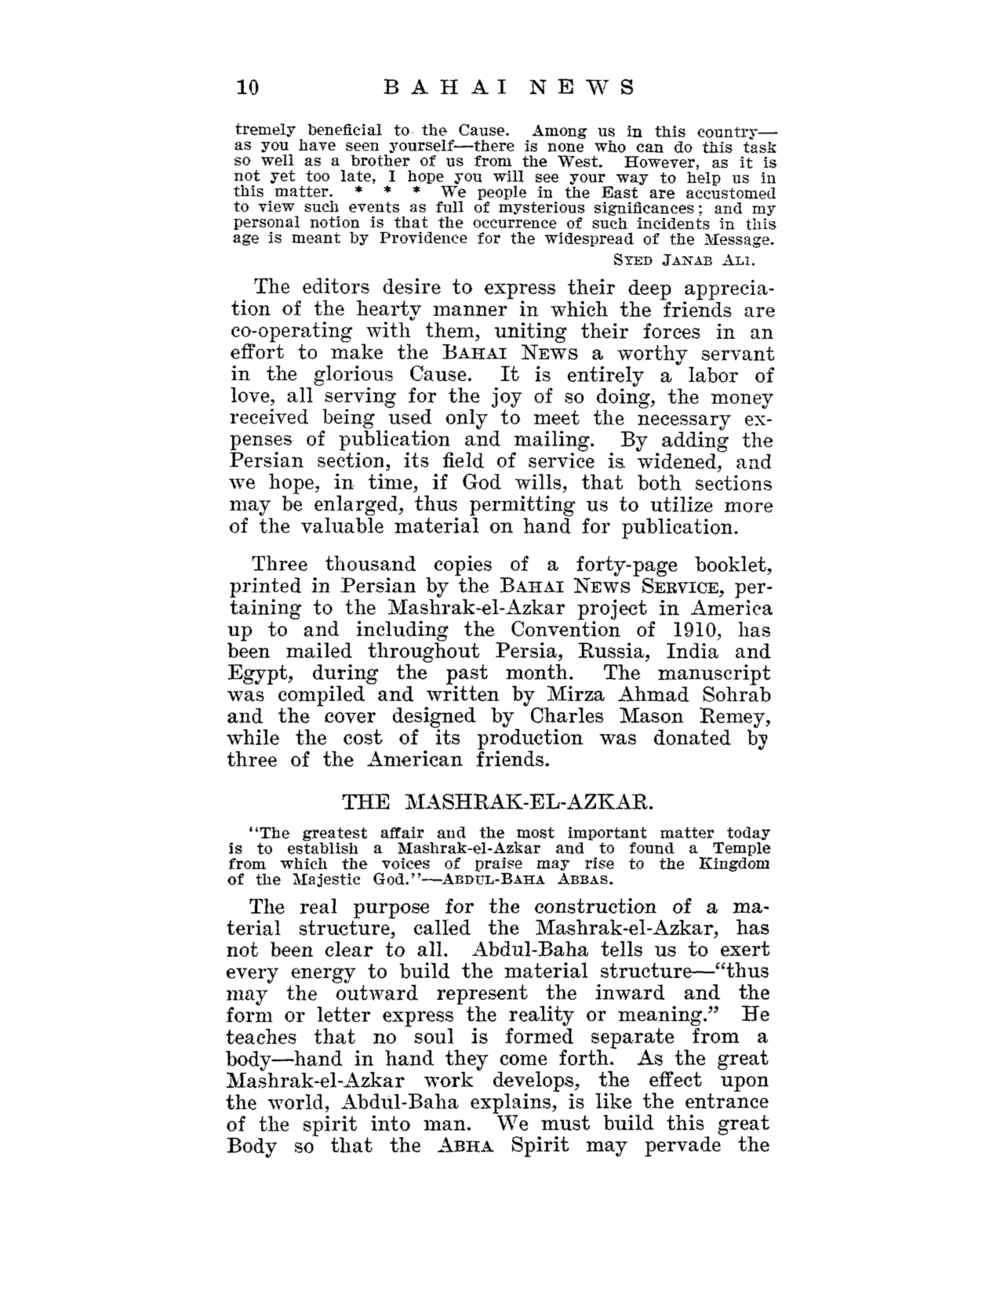 10 BAHAI NEWS
tremely beneficial to the Cause. Among us in this country—
as you have seen yourself—there is none who can do this task
so well as a brother of us from the West. However, as it is
not yet too late, I hope you will see your way to help us in
this matter. * * * We people in the East are accustomed
to view such events as full of mysterious significances; and my
personal notion is that the occurrence of such incidents in this
age is meant by Providence for the widespread of the Message.
SYED JANAB ALI.
The editors desire to express their deep apprecia-
tion of the hearty manner in which the friends are
co-operating with them, uniting their forces in an
effort to make the BAHAI NEWS a worthy servant
in the glorious Cause. It is entirely a labor of
love, all serving for the joy of so doing, the money
received being used only to meet the necessary ex-
penses of publication and mailing. By adding the
Persian section, its field of service is widened, and
we hope, in time, if God wills, that both sections
may be enlarged, thus permitting us to utilize more
of the valuable material on hand for publication.
Three thousand copies of a forty-page booklet,
printed in Persian by the BAHAI NEWS SERVICE, per-
taining to the Mashrak-el-Azkar project in America
up to and including the Convention of 1910, has
been mailed throughout Persia, Russia, India and
Egypt, during the past month. The manuscript
was compiled and written by Mirza Ahmad Sohrab
and the cover designed by Charles Mason Remey,
while the cost of its production was donated by
three of the American friends.
THE MASHRAK-EL-AZKAR.
"The greatest affair and the most important matter today
is to establish a Mashrak-el-Azkar and to found a Temple
from which the voices of praise may rise to the Kingdom
of the Majestic God."—ABDUL-BAHA ABBAS.
The real purpose for the construction of a ma-
terial structure, called the Mashrak-el-Azkar, has
not been clear to all. Abdul-Baha tells us to exert
every energy to build the material structure—"thus
may the outward represent the inward and the
form or letter express the reality or meaning." He
teaches that no soul is formed separate from a
body—hand in hand they come forth. As the great
Mashrak-el-Azkar work develops, the effect upon
the world, Abdul-Baha explains, is like the entrance
of the spirit into man. We must build this great
Body so that the ABHA Spirit may pervade the